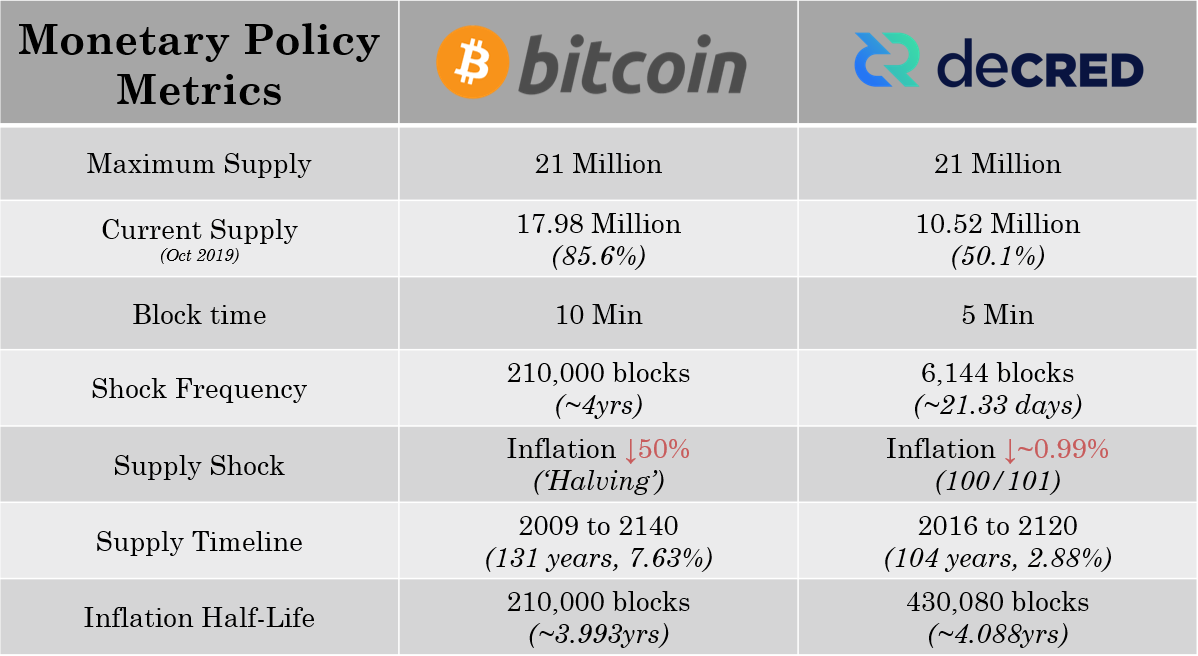 Monetary Policy
Metrics
bitcoin
deCRED
Maximum Supply
21 Million
21 Million
Current Supply
(Oct 2019)
17.98 Million
(85.6%)
10.52 Million
(50.1%)
Block time
10 Min
5 Min
Shock Frequency
210,000 blocks
(~4yrs)
6,144 blocks
(~21.33 days)
Supply Shock
Inflation ↓50%
(‘Halving’)
Inflation ↓~0.99%
(100/101)
Supply Timeline
2009 to 2140
(131 years, 7.63%)
2016 to 2120
(104 years, 2.88%)
Inflation Half-Life
210,000 blocks
(~3.993yrs)
430,080 blocks
(~4.088yrs)